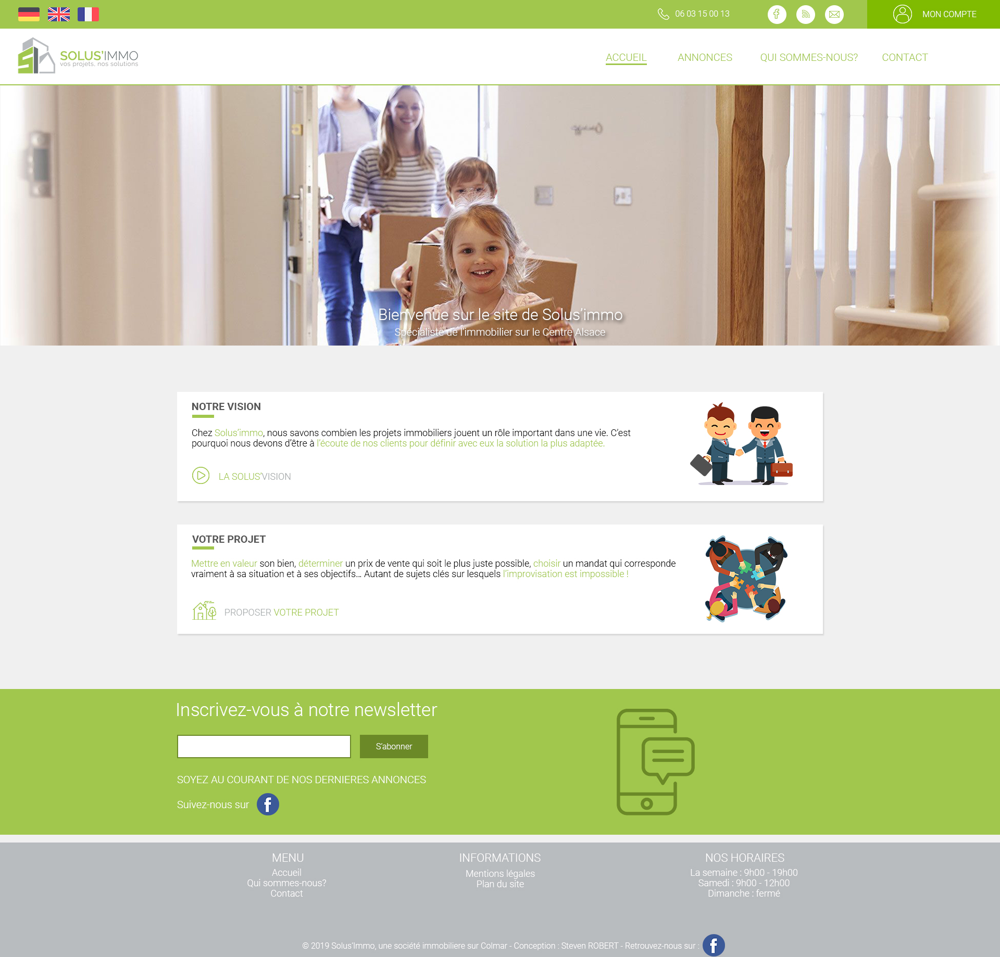 06 03 15 00 13
MON COMPTE
SOLUS’IMMO
vos projets, nos solutions
ACCUEIL
ANNONCES
QUI SOMMES-NOUS?
CONTACT
Bienvenue sur le site de Solus’immo
Spécialiste de l’immobilier sur le Centre Alsace
NOTRE VISION
Chez Solus’immo, nous savons combien les projets immobiliers jouent un rôle important dans une vie. C’est
pourquoi nous devons d’être à l’écoute de nos clients pour définir avec eux la solution la plus adaptée.
LA SOLUS’VISION
VOTRE PROJET
Mettre en valeur son bien, déterminer un prix de vente qui soit le plus juste possible, choisir un mandat qui corresponde
vraiment à sa situation et à ses objectifs... Autant de sujets clés sur lesquels l’improvisation est impossible !
PROPOSER VOTRE PROJET
Inscrivez-vous à notre newsletter
S’abonner
SOYEZ AU COURANT DE NOS DERNIERES ANNONCES
Suivez-nous sur
MENU
Accueil
Qui sommes-nous?
Contact
INFORMATIONS
Mentions légales
Plan du site
NOS HORAIRES
La semaine : 9h00 - 19h00
Samedi : 9h00 - 12h00
Dimanche : fermé
© 2019 Solus’Immo, une société immobiliere sur Colmar - Conception : Steven ROBERT - Retrouvez-nous sur :